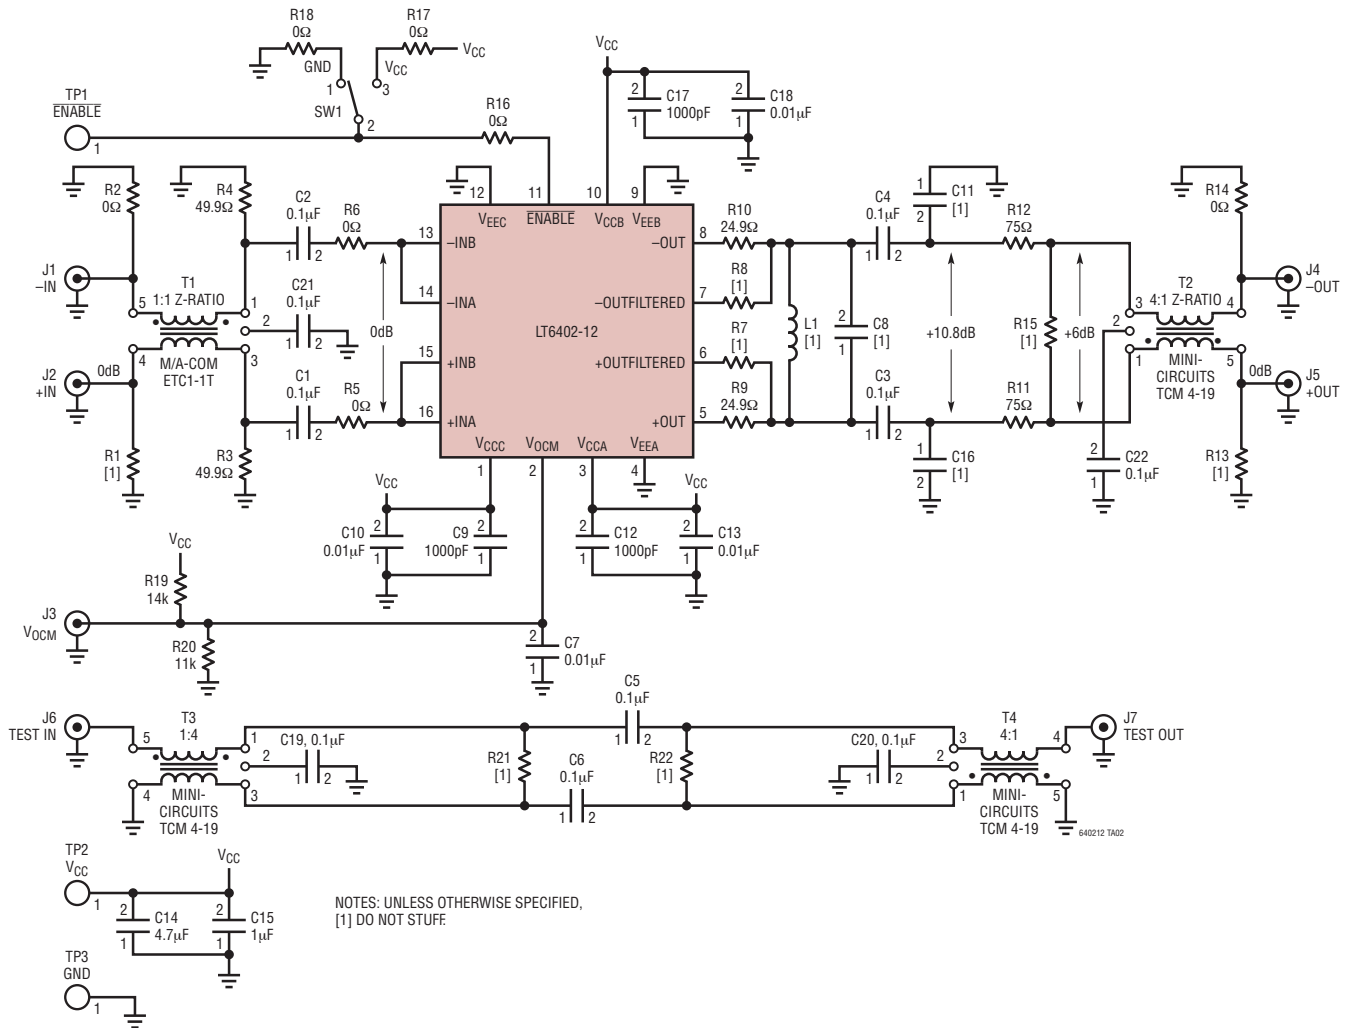 R18
0Ω
R17
0Ω
VCC
GND
VCC
1
3
SW1
2
TP1
ENABLE
1
R16
0Ω
VCC
2
1
C17
1000pF
2
1
C18
0.01µF
R2
0Ω
R4
49.9Ω
C2
0.1µF
1
2
R6
0Ω
12
11
10
9
VEEC
ENABLE
VCCB
VEEB
13
–INB
14
–INA
15
+INB
16
+INA
LT6402-12
–OUT
8
–OUTFILTERED
7
+OUTFILTERED
6
+OUT
5
VCCC
VOCM
VCCA
VEEA
1
2
3
4
J1
–IN
T1
1:1 Z-RATIO
5
1
2
4
3
M/A-COM
ETC1-1T
C21
0.1µF
1
2
0dB
J2
+IN
0dB
C1
0.1µF
1
2
R5
0Ω
R1
[1]
R3
49.9Ω
R10
24.9Ω
R8
[1]
R7
[1]
R9
24.9Ω
L1
[1]
2
1
C8
[1]
C4
0.1µF
1
2
1
2
C11
[1]
C3
0.1µF
1
2
1
2
C16
[1]
+10.8dB
R12
75Ω
R15
[1]
+6dB
R11
75Ω
R14
0Ω
T2
4:1 Z-RATIO
3
4
2
1
5
MINI-
CIRCUITS
TCM 4-19
J4
–OUT
0dB
J5
+OUT
2
1
C22
0.1µF
R13
[1]
VCC
2
1
C10
0.01µF
C9
1000pF
2
1
VCC
2
1
C12
1000pF
2
1
C13
0.01µF
VCC
R19
14k
J3
VOCM
R20
11k
2
1
C7
0.01µF
J6
TEST IN
T3
1:4
5
1
2
4
3
MINI-
CIRCUITS
TCM 4-19
C19, 0.1µF
1
2
R21
[1]
C5
0.1µF
1
2
C6
0.1µF
1
2
R22
[1]
C20, 0.1µF
1
2
T4
4:1
3
4
2
1
5
MINI-
CIRCUITS
TCM 4-19
J7
TEST OUT
640212 TA02
TP2
VCC
1
VCC
2
1
C14
4.7µF
2
1
C15
1µF
NOTES: UNLESS OTHERWISE SPECIFIED,
[1] DO NOT STUFF.
TP3
GND
1